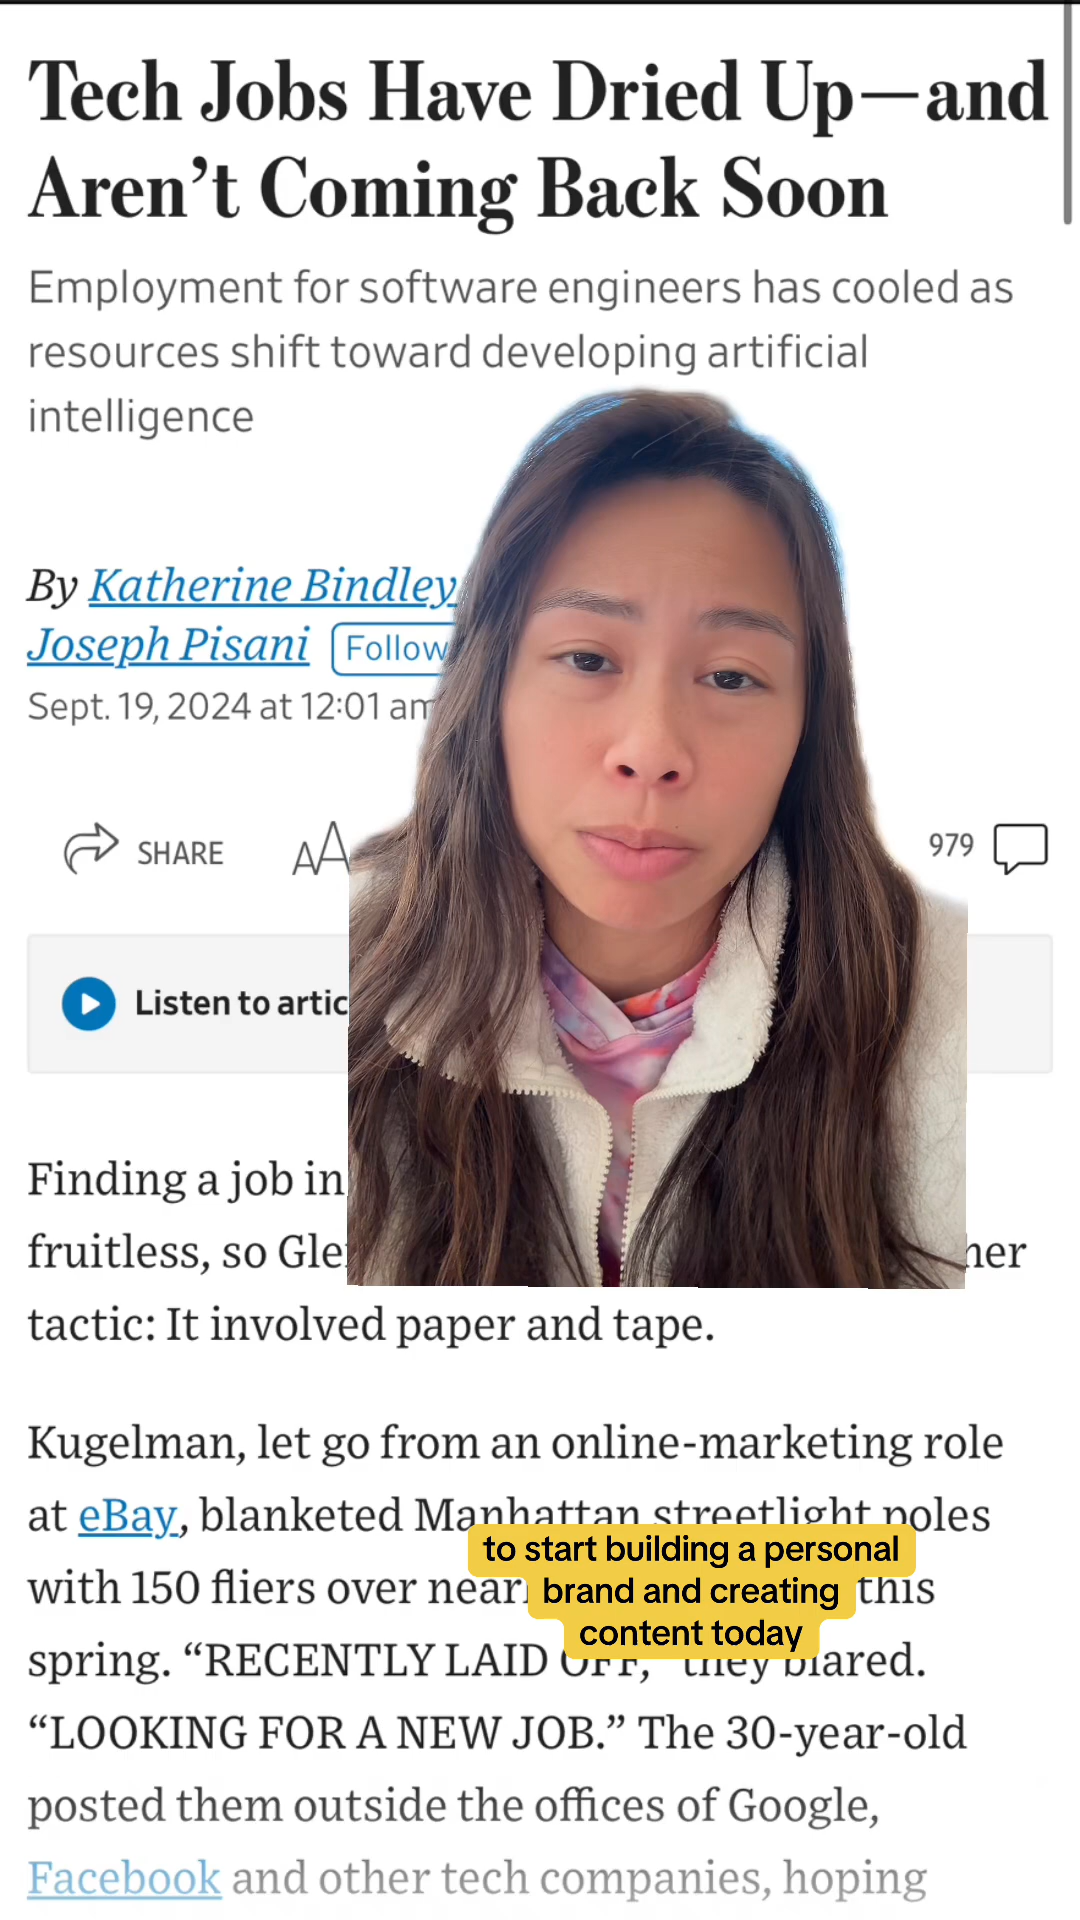 Tech Jobs Have Dried Up—and
Aren’t Coming Back Soon
Employment for software engineers has cooled as
resources shift toward developing artificial
intelligence
By Katherine Bindley
Joseph Pisani Follow
Sept. 19, 2024 at 12:01 am
SHARE AA 979
Listen to artic
Finding a job in
fruitless, so Gle her
tactic: It involved paper and tape.
Kugelman, let go from an online-marketing role
at eBay, blanketed Manhattan streetlight poles
with 150 fliers over near this
spring. “RECENTLY LAID OFF,” they blared.
“LOOKING FOR A NEW JOB.” The 30-year-old
posted them outside the offices of Google,
Facebook and other tech companies, hoping
to start building a personal
brand and creating
content today